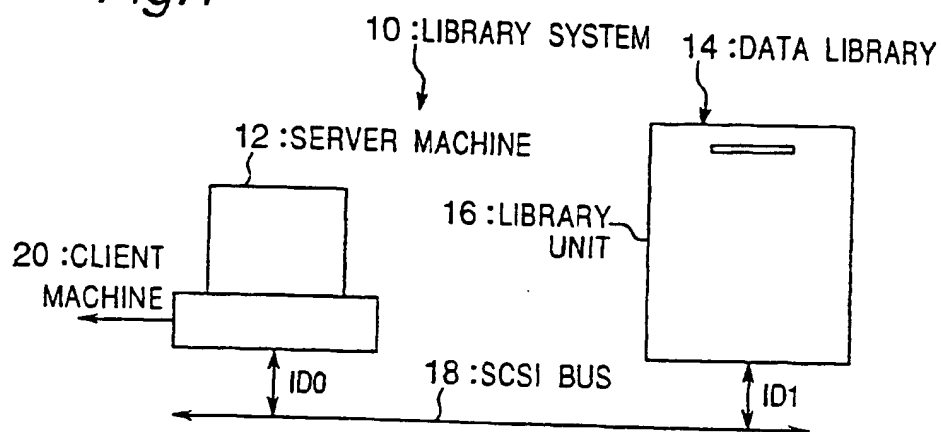 10 :LIBRARY SYSTEM
14 :DATA LIBRARY
12 :SERVER MACHINE
16 :LIBRARY
UNIT
20 :CLIENT
MACHINE
ID0
18 :SCSI BUS
ID1